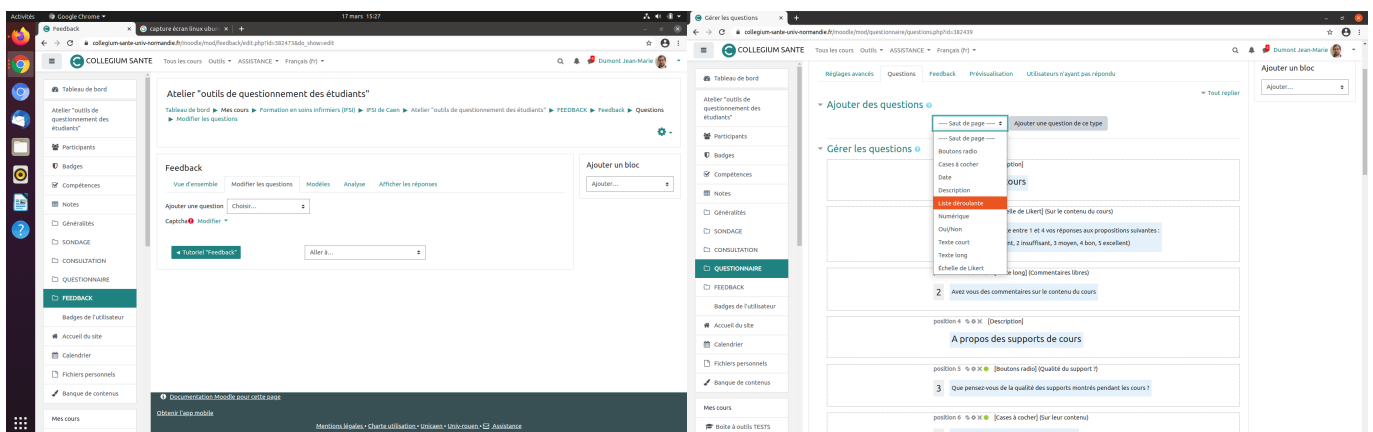 Activités
Google Chrome
17 mars 15:27
Feedback
capture écran linux ubun
collegium-sante-univ-normandie.fr/moodle/mod/feedback/edit.php?id=382473&do_show=edit
COLLEGIUM SANTE
Tous les cours Outils ASSISTANCE Français (fr)
Dumont Jean-Marie
Tableau de bord
Atelier "outils de
questionnement des
étudiants"
Participants
Badges
Compétences
Notes
Généralités
SONDAGE
CONSULTATION
QUESTIONNAIRE
FEEDBACK
Badges de l'utilisateur
Accueil du site
Calendrier
Fichiers personnels
Banque de contenus
Mes cours
Atelier "outils de questionnement des étudiants"
Tableau de bord ▶ Mes cours ▶ Formation en soins infirmiers (IFSI) ▶ IFSI de Caen ▶ Atelier "outils de questionnement des étudiants" ▶ FEEDBACK ▶ Feedback ▶ Questions
▶ Modifier les questions
Feedback
Vue d'ensemble Modifier les questions Modèles Analyse Afficher les réponses
Ajouter une question Choisir...
Captcha Modifier
◄ Tutoriel "Feedback"
Aller à...
Ajouter un bloc
Ajouter...
Documentation Moodle pour cette page
Obtenir l'app mobile
Mentions légales • Charte utilisation • Unicaen • Univ-rouen • Assistance
Gérer les questions
collegium-sante-univ-normandie.fr/moodle/mod/questionnaire/questions.php?id=382439
COLLEGIUM SANTE
Tous les cours Outils ASSISTANCE Français (fr)
Dumont Jean-Marie
Tableau de bord
Atelier "outils de
questionnement des
étudiants"
Participants
Badges
Compétences
Notes
Généralités
SONDAGE
CONSULTATION
QUESTIONNAIRE
FEEDBACK
Badges de l'utilisateur
Accueil du site
Calendrier
Fichiers personnels
Banque de contenus
Mes cours
Boite à outils TESTS
Réglages avancés Questions Feedback Prévisualisation Utilisateurs n'ayant pas répondu
Tout replier
Ajouter des questions
----- Saut de page -----
Ajouter une question de ce type
----- Saut de page -----
Boutons radio
Cases à cocher
Date
Description
Liste déroulante
Numérique
Oui/Non
Texte court
Texte long
Échelle de Likert
Gérer les questions
ption]
ours
elle de Likert] (Sur le contenu du cours)
e entre 1 et 4 vos réponses aux propositions suivantes :
nt, 2 insuffisant, 3 moyen, 4 bon, 5 excellent)
e long] (Commentaires libres)
2 Avez vous des commentaires sur le contenu du cours
position 4 [Description]
A propos des supports de cours
position 5 [Boutons radio] (Qualité du support ?)
3 Que pensez-vous de la qualité des supports montrés pendant les cours ?
position 6 [Cases à cocher] (Sur leur contenu)
Ajouter un bloc
Ajouter...